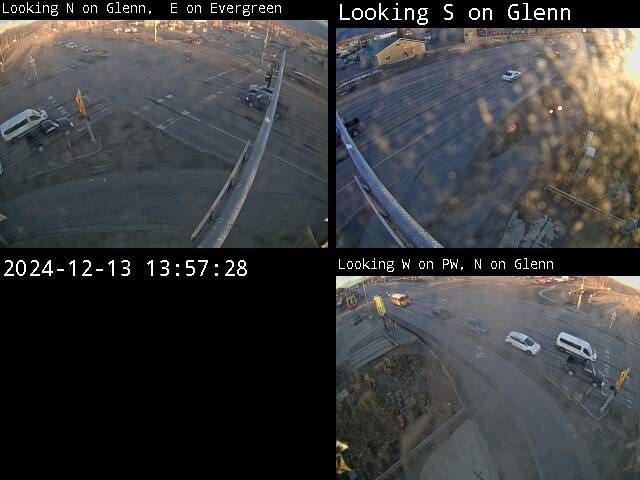 Looking N on Glenn, E on Evergreen
Looking S on Glenn
2024-12-13 13:57:28
Looking W on PW, N on Glenn